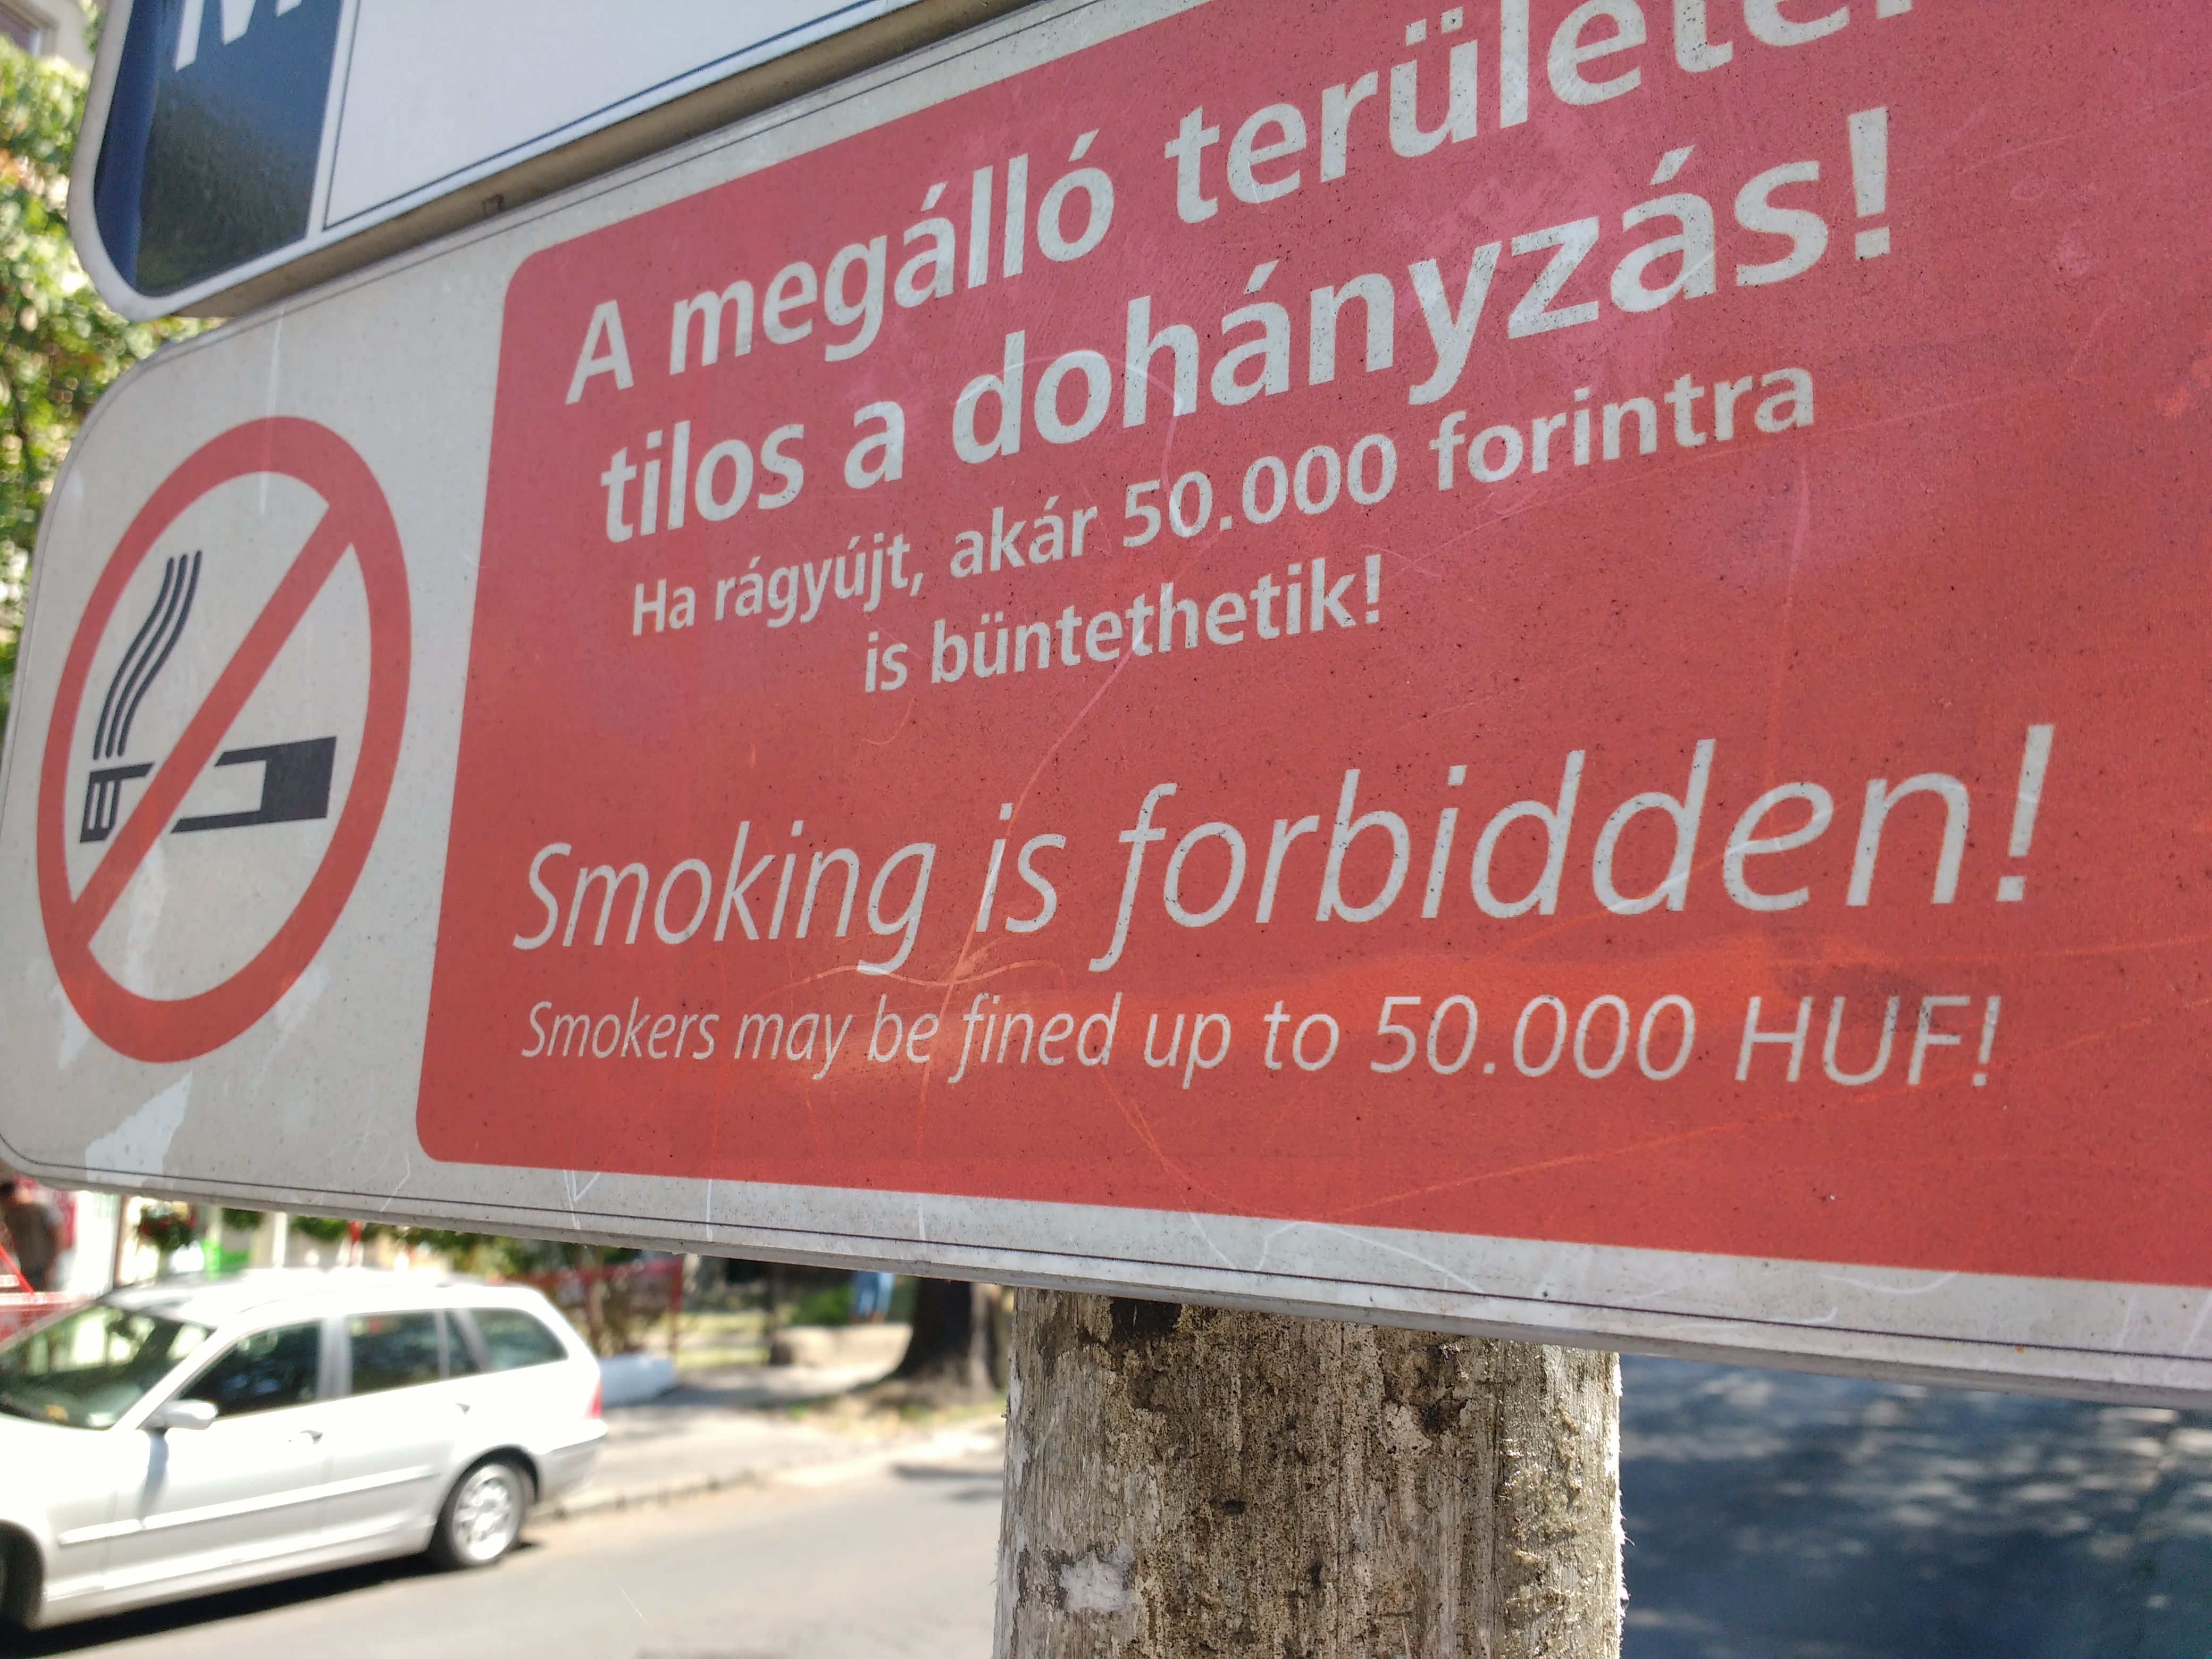 A megálló
tilos a dohányzás!
Ha rágyújt, akár 50.000 forintra
is büntethetik!
Smoking is forbidden!
Smokers may be fined up to 50.000 HUF!